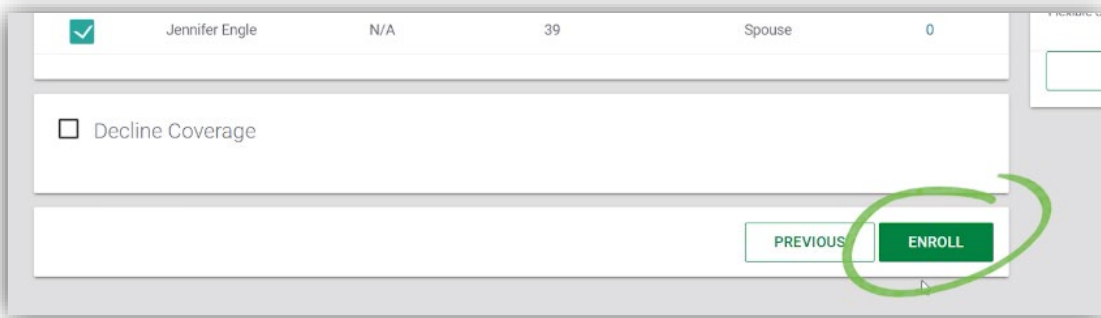 Jennifer Engle N/A 39 Spouse 0
Decline Coverage
PREVIOUS ENROLL